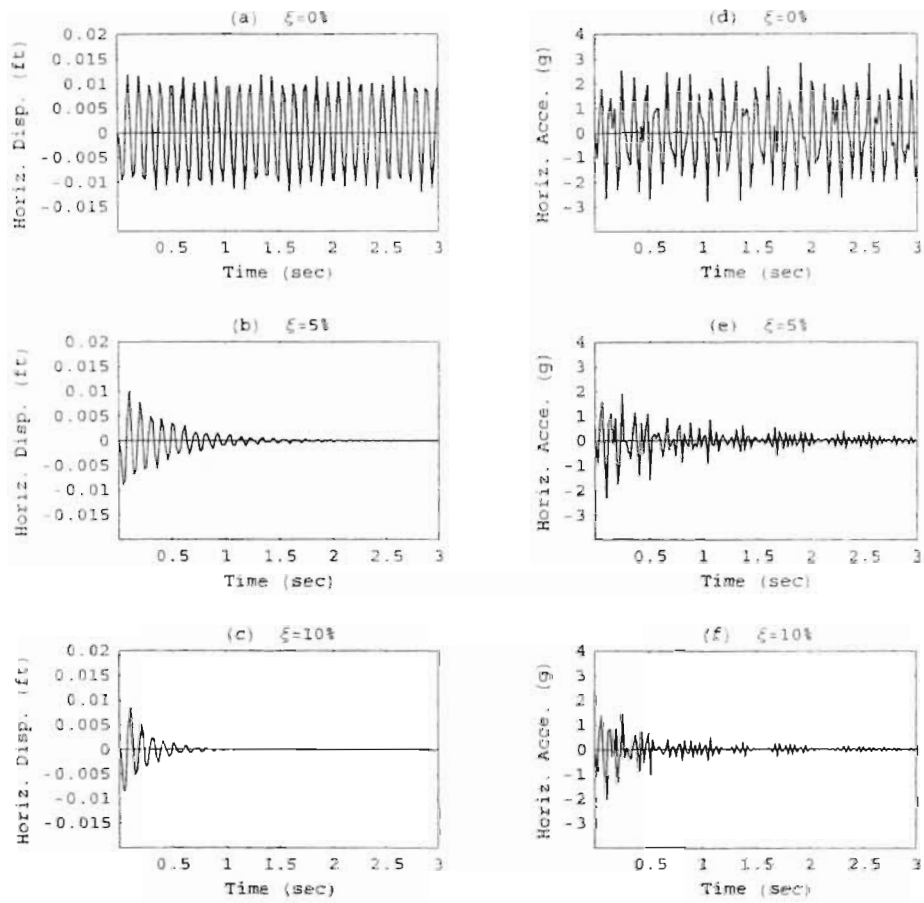 (a) ξ=0%
Horiz. Disp. (ft)
0.02
0.015
0.01
0.005
0
-0.005
-0.01
-0.015
0.5 1 1.5 2 2.5 3
Time (sec)
(d) ξ=0%
Horiz. Acce. (g)
4
3
2
1
0
-1
-2
-3
0.5 1 1.5 2 2.5 3
Time (sec)
(b) ξ=5%
Horiz. Disp. (ft)
0.02
0.015
0.01
0.005
0
-0.005
-0.01
-0.015
0.5 1 1.5 2 2.5 3
Time (sec)
(e) ξ=5%
Horiz. Acce. (g)
4
3
2
1
0
-1
-2
-3
0.5 1 1.5 2 2.5 3
Time (sec)
(c) ξ=10%
Horiz. Disp. (ft)
0.02
0.015
0.01
0.005
0
-0.005
-0.01
-0.015
0.5 1 1.5 2 2.5 3
Time (sec)
(f) ξ=10%
Horiz. Acce. (g)
4
3
2
1
0
-1
-2
-3
0.5 1 1.5 2 2.5 3
Time (sec)